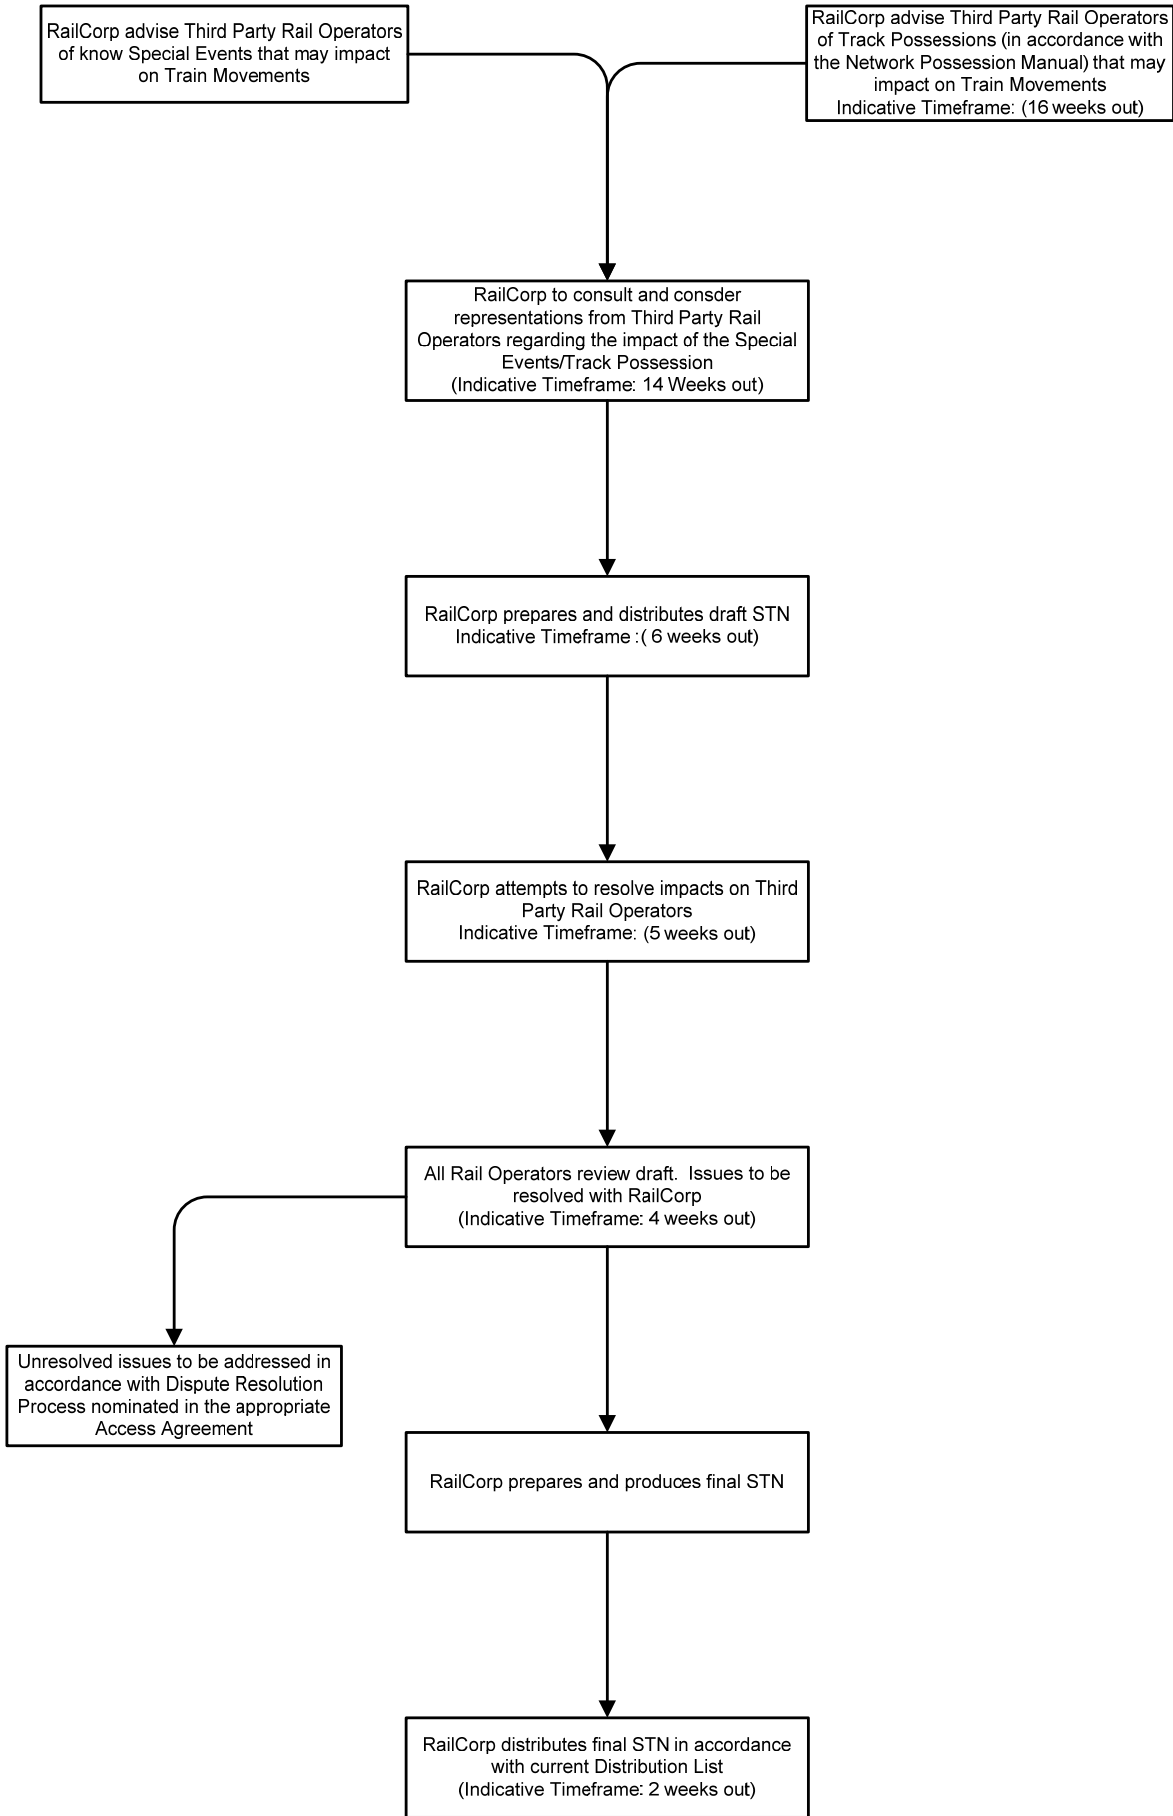 RailCorp advise Third Party Rail Operators
of know Special Events that may impact
on Train Movements
RailCorp advise Third Party Rail Operators
of Track Possessions (in accordance with
the Network Possession Manual) that may
impact on Train Movements
Indicative Timeframe: (16 weeks out)
RailCorp to consult and consder
representations from Third Party Rail
Operators regarding the impact of the Special
Events/Track Possession
(Indicative Timeframe: 14 Weeks out)
RailCorp prepares and distributes draft STN
Indicative Timeframe :( 6 weeks out)
RailCorp attempts to resolve impacts on Third
Party Rail Operators
Indicative Timeframe: (5 weeks out)
All Rail Operators review draft.  Issues to be
resolved with RailCorp
(Indicative Timeframe: 4 weeks out)
Unresolved issues to be addressed in
accordance with Dispute Resolution
Process nominated in the appropriate
Access Agreement
RailCorp prepares and produces final STN
RailCorp distributes final STN in accordance
with current Distribution List
(Indicative Timeframe: 2 weeks out)